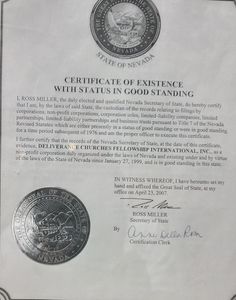 STATE OF NEVADA
CERTIFICATE OF EXISTENCE
WITH STATUS IN GOOD STANDING
I, ROSS MILLER, the duly elected and qualified Nevada Secretary of State, do hereby certify
that I am, by the laws of said State, the custodian of the records relating to filings by
corporations, non-profit corporations, corporation soles, limited-liability companies, limited
partnerships, limited-liability partnerships and business trusts pursuant to Title 7 of the Nevada
Revised Statutes which are either presently in a status of good standing or were in good standing
for a time period subsequent of 1976 and am the proper officer to execute this certificate.
I further certify that the records of the Nevada Secretary of State, at the date of this certificate,
evidence, DELIVERANCE CHURCHES FELLOWSHIP INTERNATIONAL, INC., as a
non-profit corporation duly organized under the laws of Nevada and existing under and by virtue
of the laws of the State of Nevada since January 27, 1999, and is in good standing in this state.
IN WITNESS WHEREOF, I have hereunto set my
hand and affixed the Great Seal of State, at my
office on April 23, 2007.
ROSS MILLER
Secretary of State
By
Certification Clerk